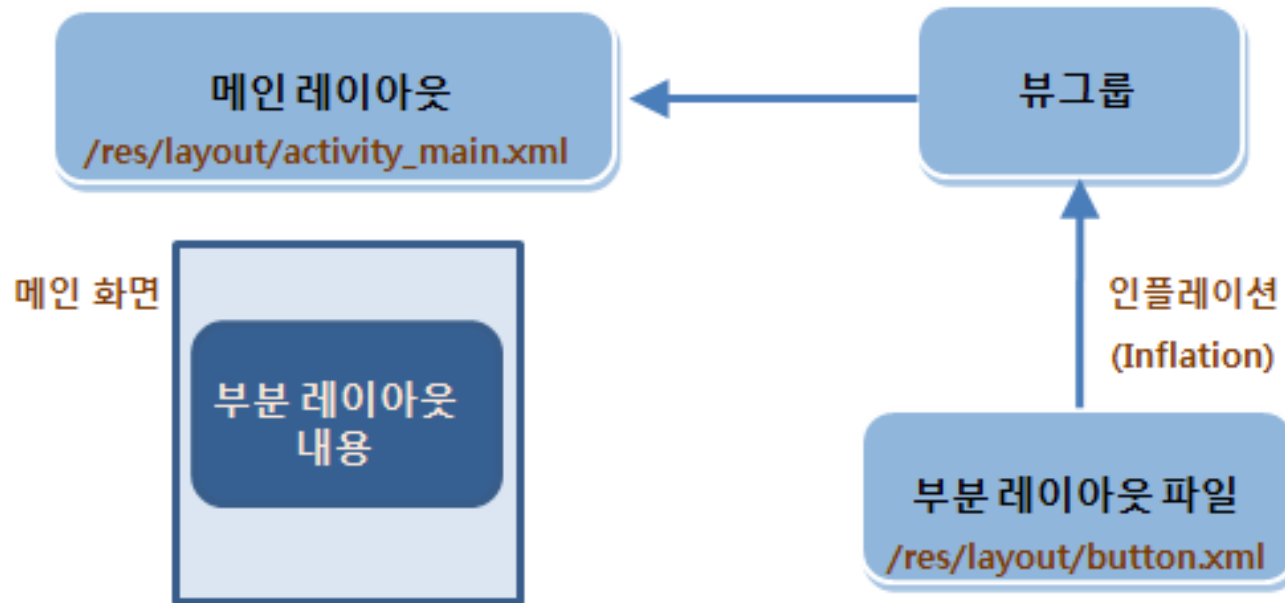 메인 레이아웃
/res/layout/activity_main.xml
뷰그룹
메인 화면
부분 레이아웃
내용
인플레이션
(Inflation)
부분 레이아웃 파일
/res/layout/button.xml